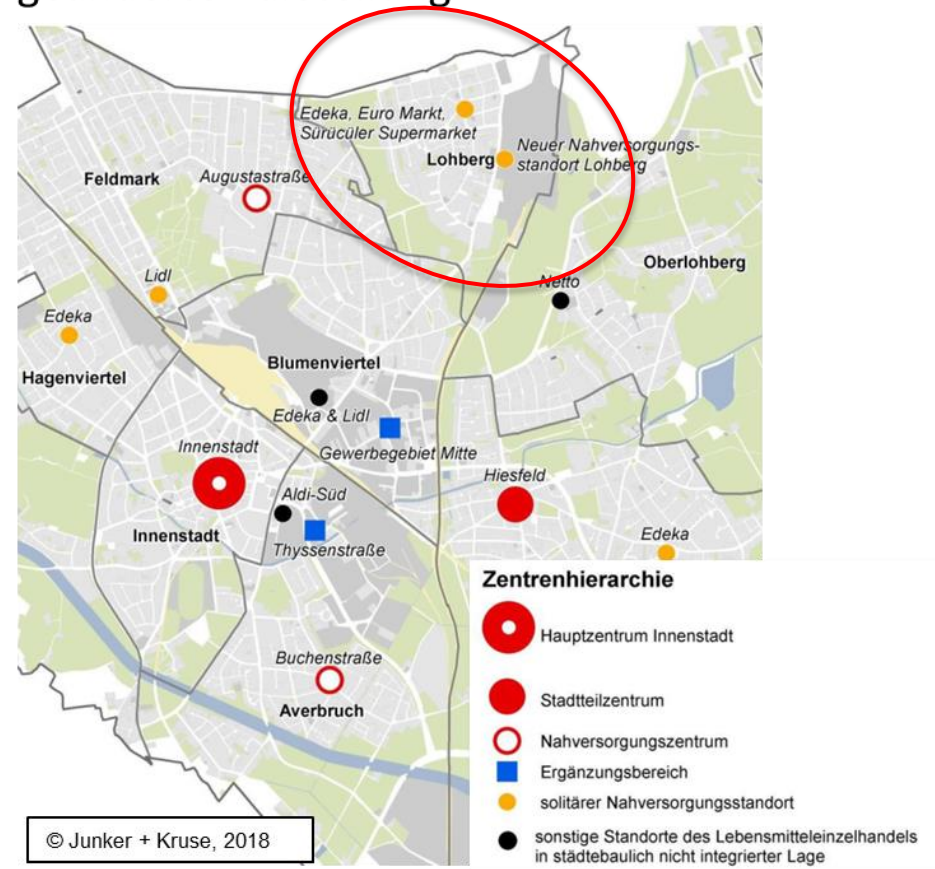 Edeka, Euro Markt,
Sürücüler Supermarket
Neuer Nahversorgungs-
standort Lohberg
Lohberg
Feldmark
Augustastraße
Oberlohberg
Lidl
Netto
Edeka
Blumenviertel
Hagenviertel
Edeka & Lidl
Innenstadt
Gewerbegebiet Mitte
Hiesfeld
Aldi-Süd
Innenstadt
Edeka
Thyssenstraße
Zentrenhierarchie
Hauptzentrum Innenstadt
Buchenstraße
Stadtteilzentrum
Averbruch
Nahversorgungszentrum
Ergänzungsbereich
solitärer Nahversorgungsstandort
© Junker + Kruse, 2018
sonstige Standorte des Lebensmitteleinzelhandels
in städtebaulich nicht integrierter Lage